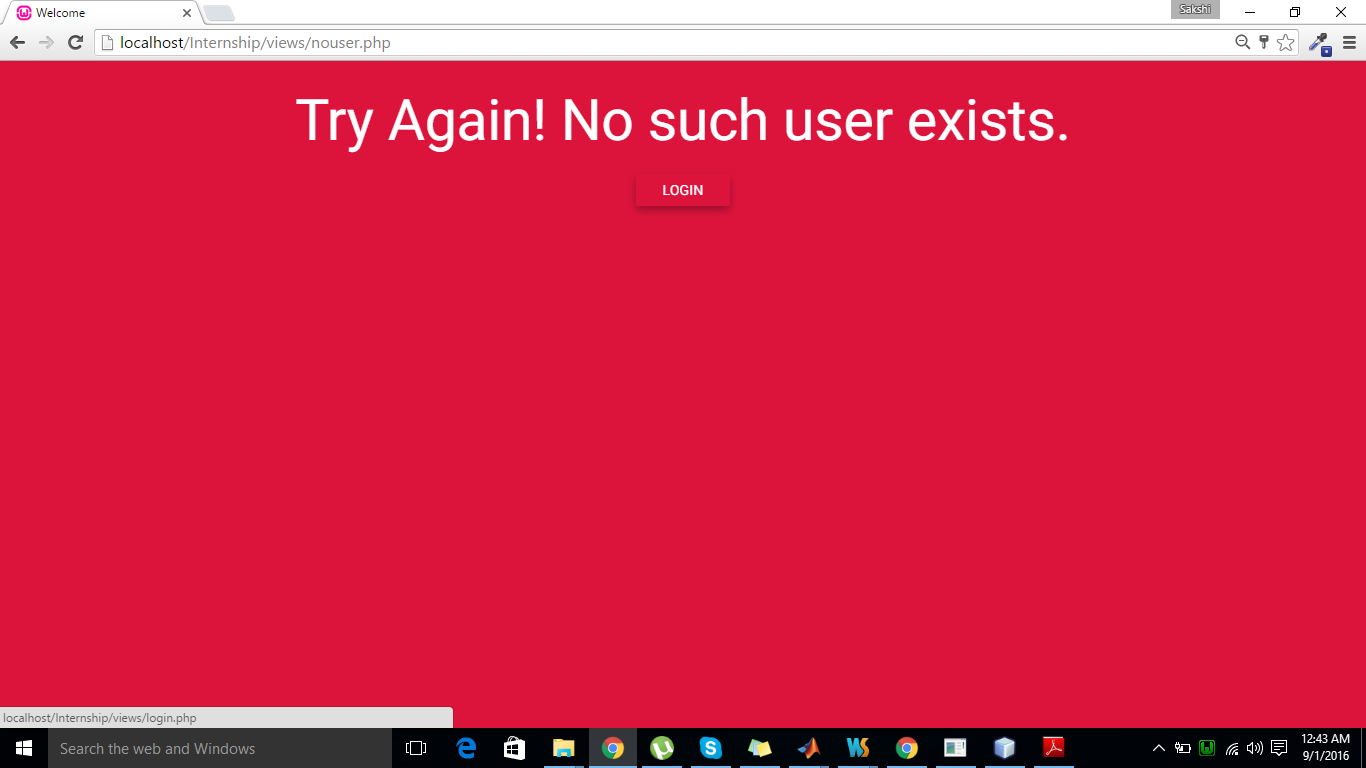 Welcome
Sakshi
localhost/Internship/views/nouser.php
Try Again! No such user exists.
LOGIN
localhost/Internship/views/login.php
Search the web and Windows
12:43 AM
9/1/2016